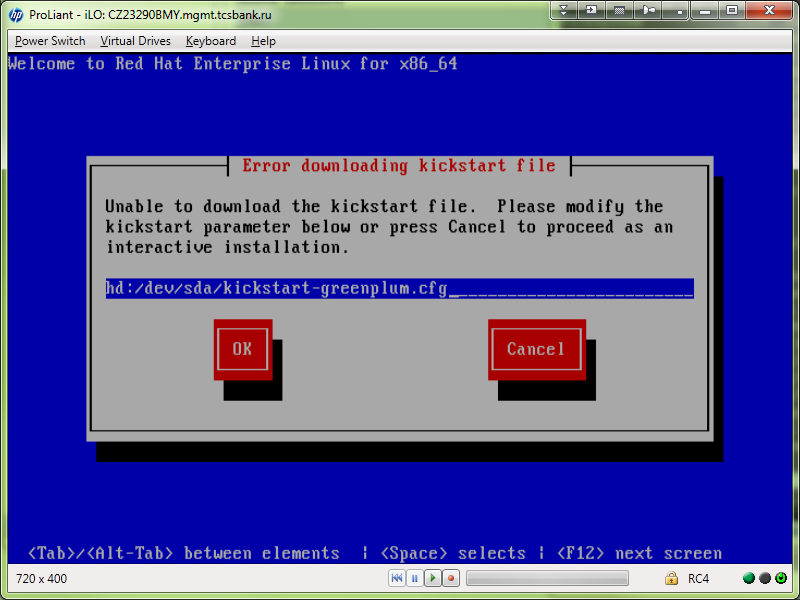 ProLiant - iLO: CZ23290BMY.mgmt.tcsbank.ru
Power Switch Virtual Drives Keyboard Help
Welcome to Red Hat Enterprise Linux for x86_64
Error downloading kickstart file
Unable to download the kickstart file.  Please modify the
kickstart parameter below or press Cancel to proceed as an
interactive installation.
hd:/dev/sda/kickstart-greenplum.cfg
OK Cancel
<Tab>/<Alt-Tab> between elements  | <Space> selects | <F12> next screen
720 x 400 RC4